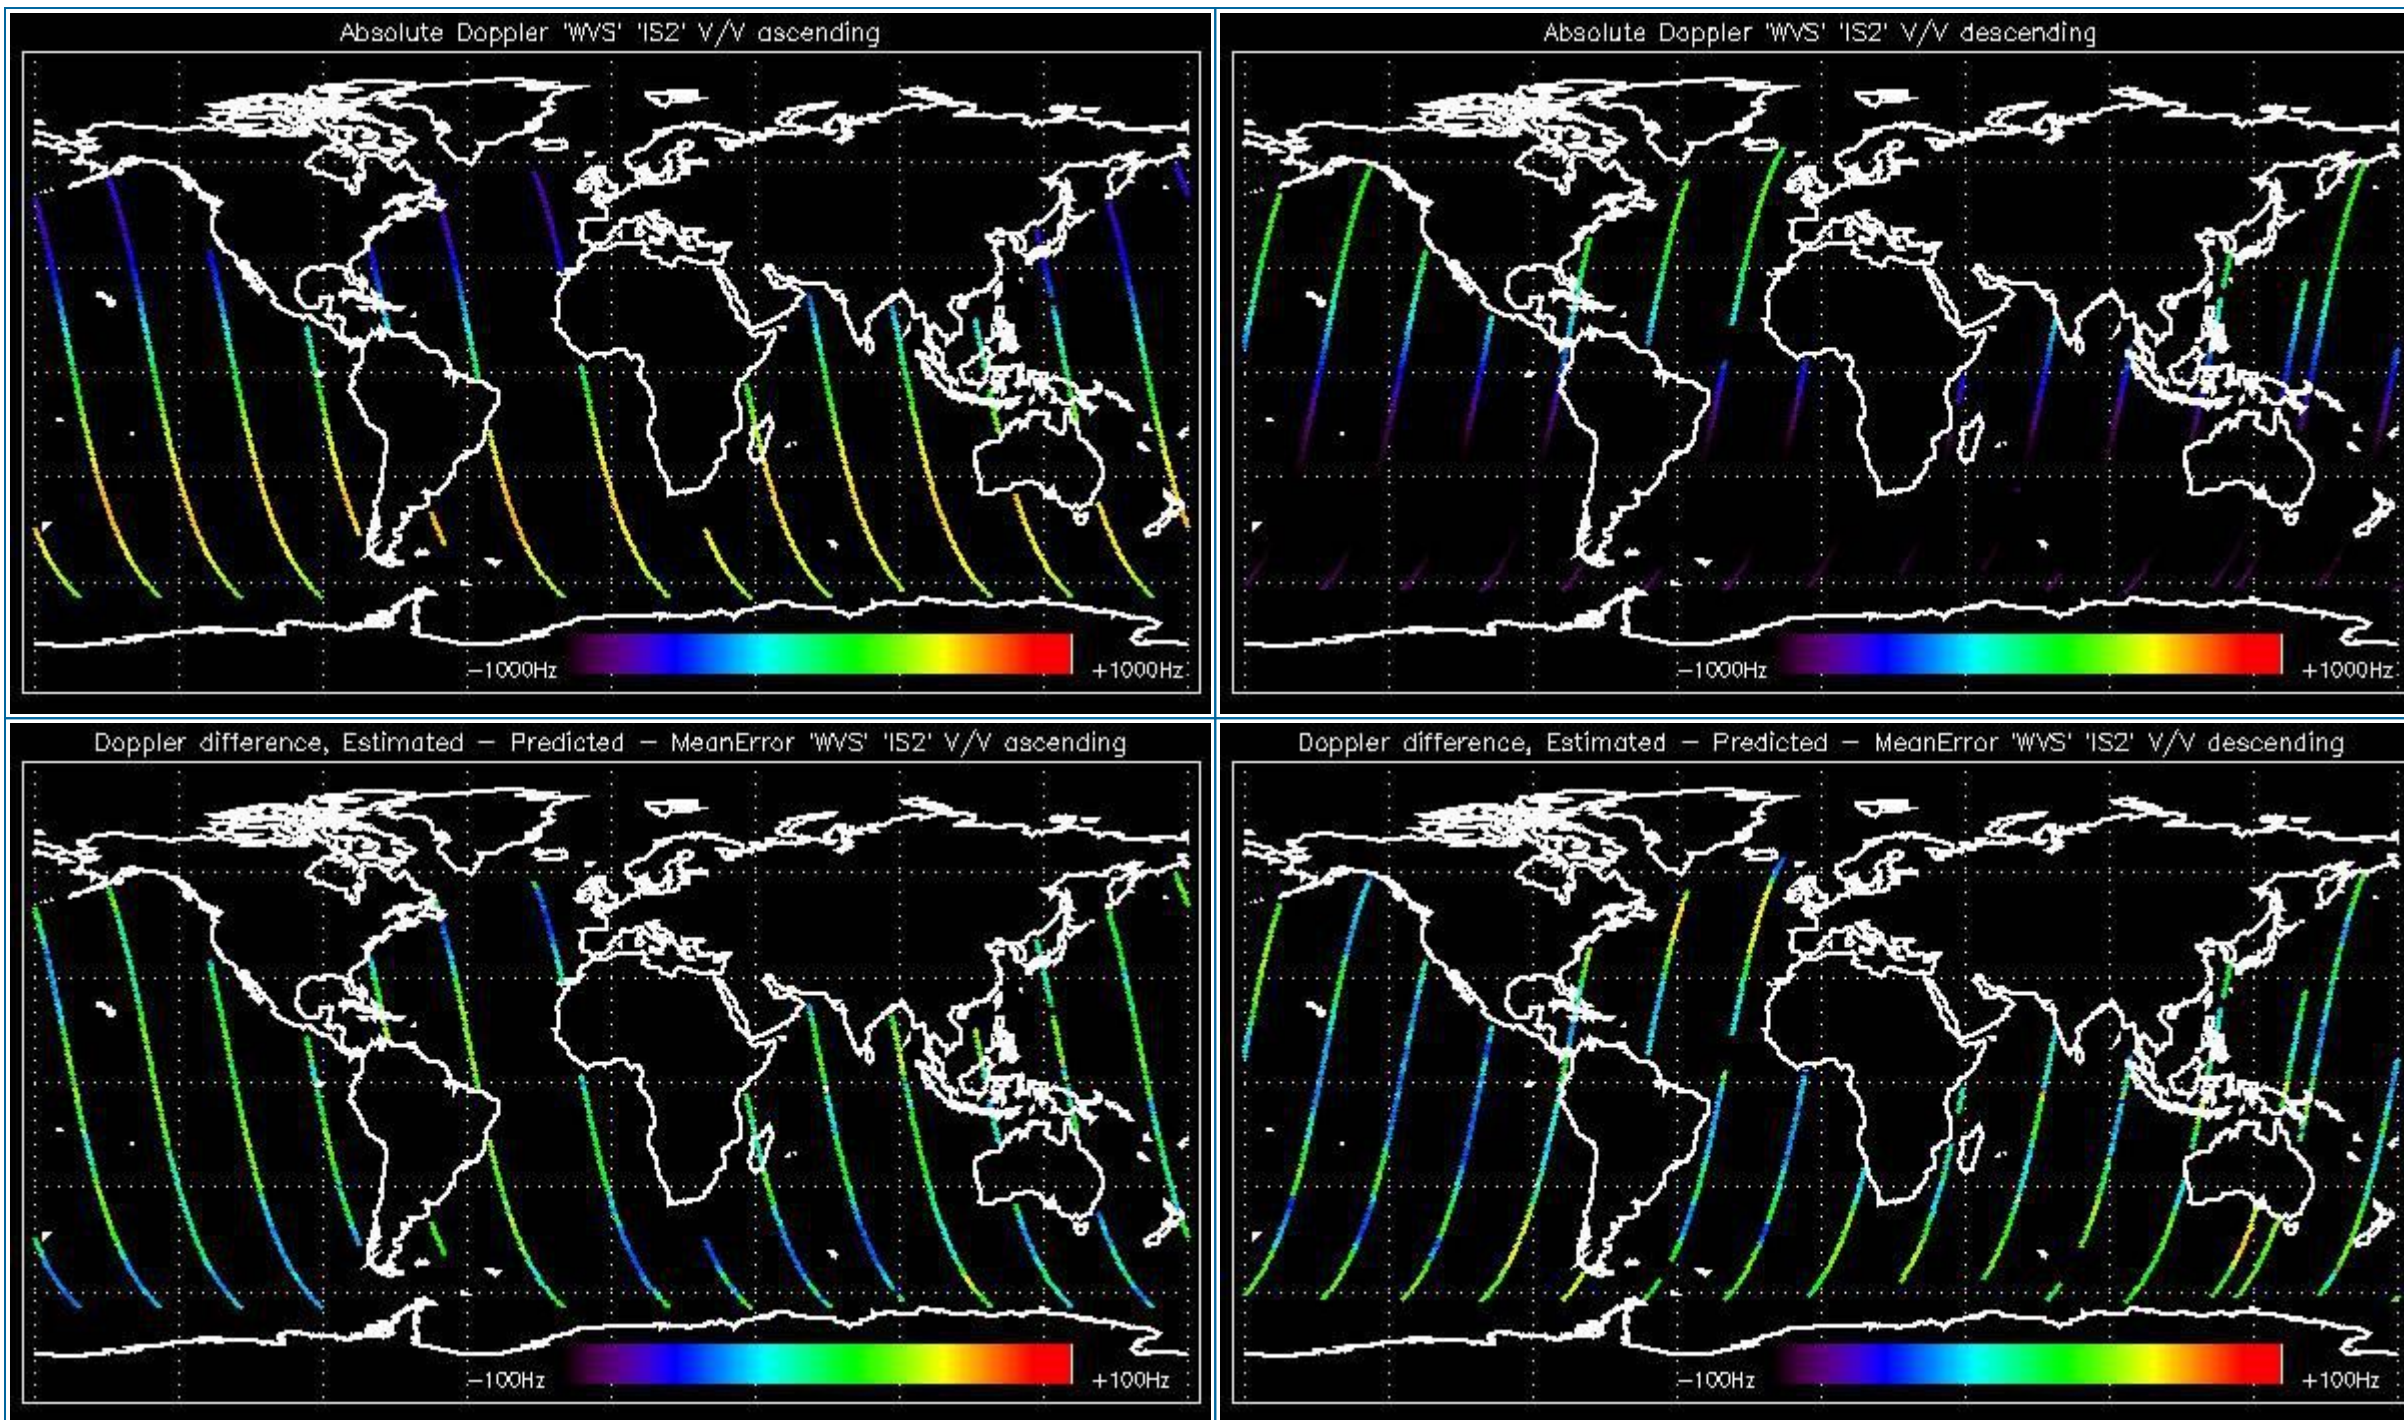 Absolute Doppler 'WVS' 'IS2' V/V ascending
-1000Hz
+1000Hz
Absolute Doppler 'WVS' 'IS2' V/V descending
-1000Hz
+1000Hz
Doppler difference, Estimated - Predicted - MeanError 'WVS' 'IS2' V/V ascending
-100Hz
+100Hz
Doppler difference, Estimated - Predicted - MeanError 'WVS' 'IS2' V/V descending
-100Hz
+100Hz